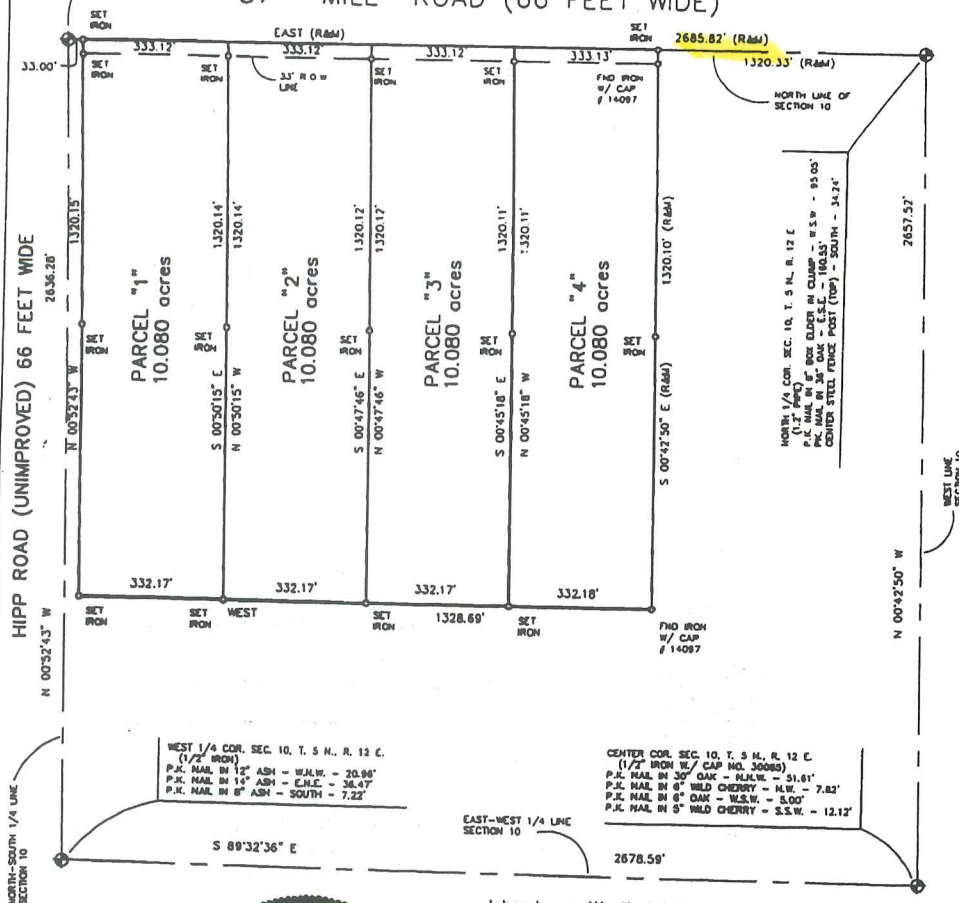 MILE ROAD (66 FEET WIDE)
SET IRON
EAST (R&M)
SET IRON
2685.82' (R&M)
333.12'
333.12'
333.12
333.13'
1320.33' (R&M)
33.00'
SET IRON
SET IRON
33' R O W LINE
SET IRON
SET IRON
FND IRON
W/ CAP
# 14097
NORTH LINE OF
SECTION 10
HIPP ROAD (UNIMPROVED) 66 FEET WIDE
2636.28'
N 00°52'43" W
1320.15'
N 00°52'43" W
SET IRON
PARCEL "1"
10.080 acres
1320.14'
S 00°50'15" E
1320.14'
N 00°50'15" W
SET IRON
PARCEL "2"
10.080 acres
1320.12'
S 00°47'46" E
1320.12'
N 00°47'46" W
SET IRON
PARCEL "3"
10.080 acres
1320.11'
S 00°45'18" E
1320.11'
N 00°45'18" W
SET IRON
PARCEL "4"
10.080 acres
SET IRON
1320.10' (R&M)
S 00°42'50" E (R&M)
NORTH 1/4 COR. SEC. 10, T. 5 N., R. 12 E
P.K. NAIL IN 8" BOX ELDER IN CLUMP - W.S.W - 95.05'
P.K. NAIL IN 36" OAK - E.S.E. - 160.55'
CENTER STEEL FENCE POST (TOP) - SOUTH - 34.24'
2657.52'
N 00°42'50" W
WEST LINE
SECTION 10
332.17'
332.17'
332.17'
332.18'
SET IRON
SET IRON
WEST
SET IRON
1328.69'
SET IRON
FND IRON
W/ CAP
# 14097
WEST 1/4 COR. SEC. 10, T. 5 N., R. 12 E.
(1/2" IRON)
P.K. NAIL IN 12" ASH - W.N.W. - 20.96'
P.K. NAIL IN 14" ASH - E.N.E. - 36.47'
P.K. NAIL IN 8" ASH - SOUTH - 7.22'
CENTER COR. SEC. 10, T. 5 N., R. 12 E.
(1/2" IRON W./ CAP NO. 30085)
P.K. NAIL IN 30" OAK - N.N.W. - 51.61'
P.K. NAIL IN 6" WILD CHERRY - N.W. - 7.82'
P.K. NAIL IN 6" OAK - W.S.W. - 5.00'
P.K. NAIL IN 5" WILD CHERRY - S.S.W. - 12.12'
NORTH-SOUTH 1/4 LINE
SECTION 10
S 89°32'36" E
EAST-WEST 1/4 LINE
SECTION 10
2678.59'